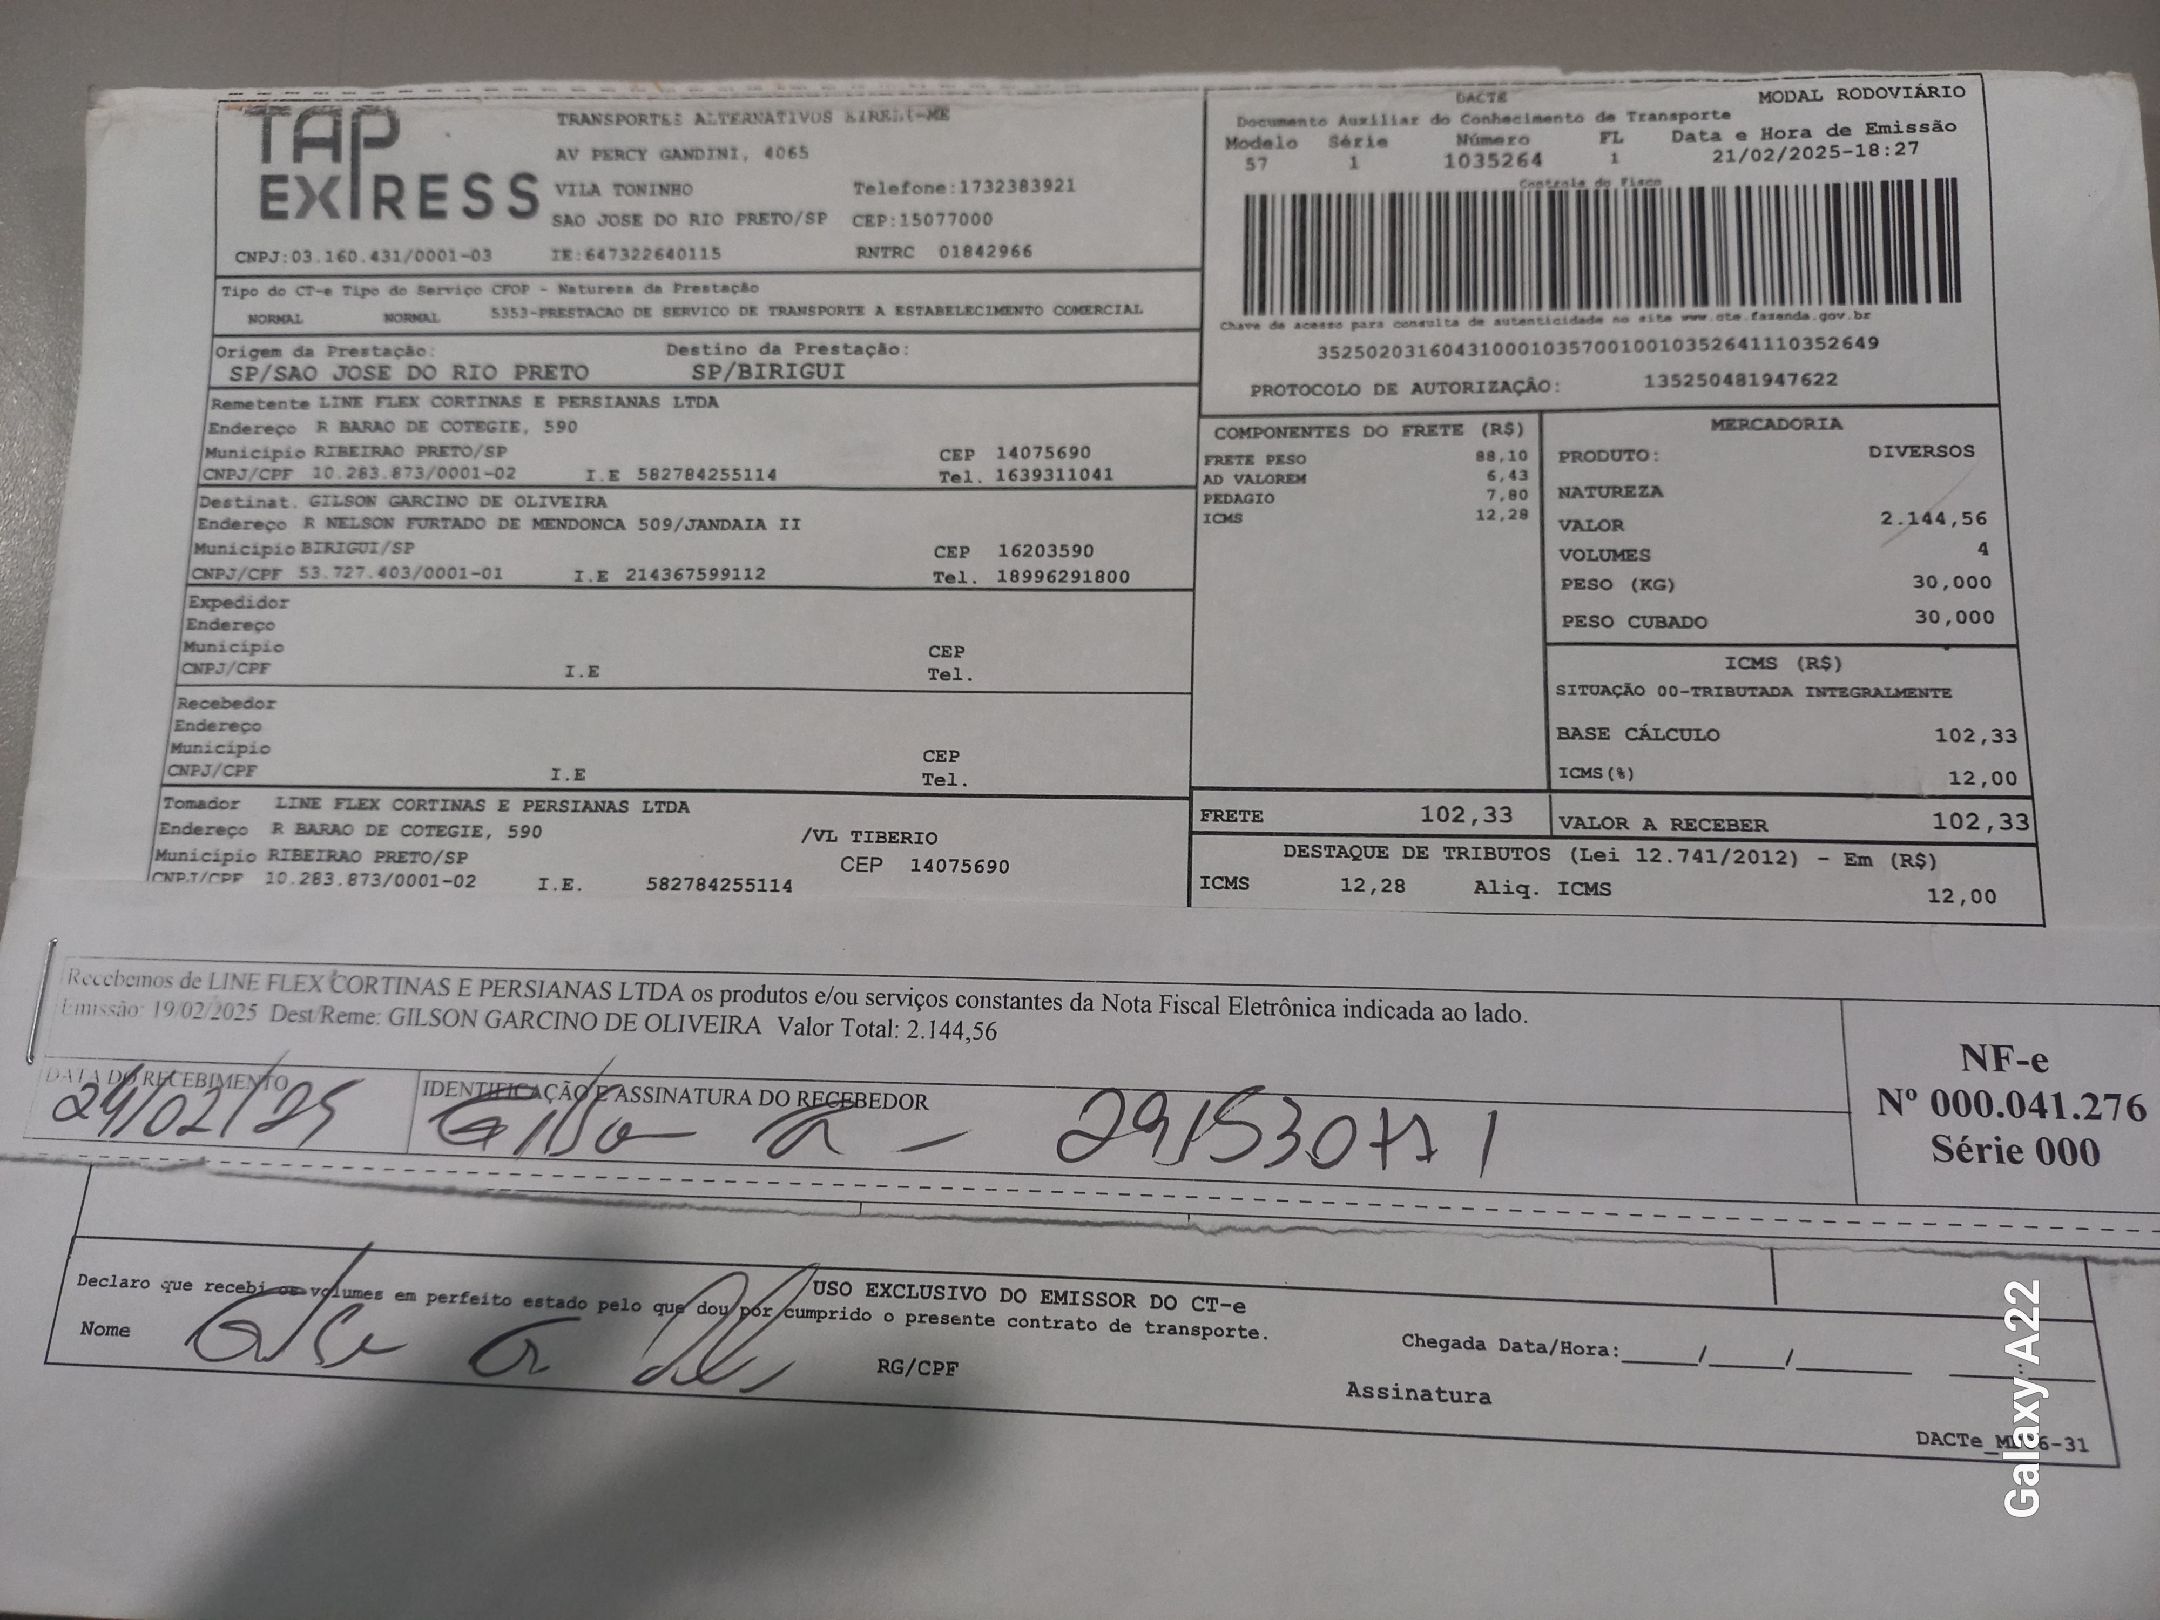 TAP EXPRESS
TRANSPORTES ALTERNATIVOS EIRELI-ME
AV PERCY GANDINI, 4065
VILA TONINHO Telefone:1732383921
SAO JOSE DO RIO PRETO/SP CEP:15077000
CNPJ:03.160.431/0001-03 IE:647322640115 RNTRC 01842966
DACTE MODAL RODOVIÁRIO
Documento Auxiliar do Conhecimento de Transporte
Modelo Série Número FL Data e Hora de Emissão
57 1 1035264 1 21/02/2025-18:27
Controle do Fisco
Chave de acesso para consulta de autenticidade no site www.cte.fazenda.gov.br
35250203160431000103570010010352641110352649
PROTOCOLO DE AUTORIZAÇÃO: 135250481947622
Tipo do CT-e Tipo do Serviço CFOP - Natureza da Prestação
NORMAL NORMAL 5353-PRESTACAO DE SERVICO DE TRANSPORTE A ESTABELECIMENTO COMERCIAL
Origem da Prestação: Destino da Prestação:
SP/SAO JOSE DO RIO PRETO SP/BIRIGUI
Remetente LINE FLEX CORTINAS E PERSIANAS LTDA
Endereço R BARAO DE COTEGIE, 590
Município RIBEIRAO PRETO/SP CEP 14075690
CNPJ/CPF 10.283.873/0001-02 I.E 582784255114 Tel. 1639311041
Destinat. GILSON GARCINO DE OLIVEIRA
Endereço R NELSON FURTADO DE MENDONCA 509/JANDAIA II
Município BIRIGUI/SP CEP 16203590
CNPJ/CPF 53.727.403/0001-01 I.E 214367599112 Tel. 18996291800
Expedidor
Endereço
Município CEP
CNPJ/CPF I.E Tel.
Recebedor
Endereço
Município CEP
CNPJ/CPF I.E Tel.
Tomador LINE FLEX CORTINAS E PERSIANAS LTDA
Endereço R BARAO DE COTEGIE, 590 /VL TIBERIO
Município RIBEIRAO PRETO/SP CEP 14075690
CNPJ/CPF 10.283.873/0001-02 I.E. 582784255114
COMPONENTES DO FRETE (R$)
FRETE PESO 88,10
AD VALOREM 6,43
PEDAGIO 7,80
ICMS 12,28
MERCADORIA
PRODUTO: DIVERSOS
NATUREZA
VALOR 2.144,56
VOLUMES 4
PESO (KG) 30,000
PESO CUBADO 30,000
ICMS (R$)
SITUAÇÃO 00-TRIBUTADA INTEGRALMENTE
BASE CÁLCULO 102,33
ICMS(%) 12,00
FRETE 102,33 VALOR A RECEBER 102,33
DESTAQUE DE TRIBUTOS (Lei 12.741/2012) - Em (R$)
ICMS 12,28 Aliq. ICMS 12,00
Recebemos de LINE FLEX CORTINAS E PERSIANAS LTDA os produtos e/ou serviços constantes da Nota Fiscal Eletrônica indicada ao lado.
Emissão: 19/02/2025 Dest/Reme: GILSON GARCINO DE OLIVEIRA Valor Total: 2.144,56
DATA DO RECEBIMENTO IDENTIFICAÇÃO E ASSINATURA DO RECEBEDOR
24/02/25 Gilson
NF-e
Nº 000.041.276
Série 000
USO EXCLUSIVO DO EMISSOR DO CT-e
Declaro que recebi os volumes em perfeito estado pelo que dou por cumprido o presente contrato de transporte.
Nome RG/CPF Chegada Data/Hora:_____/____/_______ ________
Assinatura
Galaxy A22